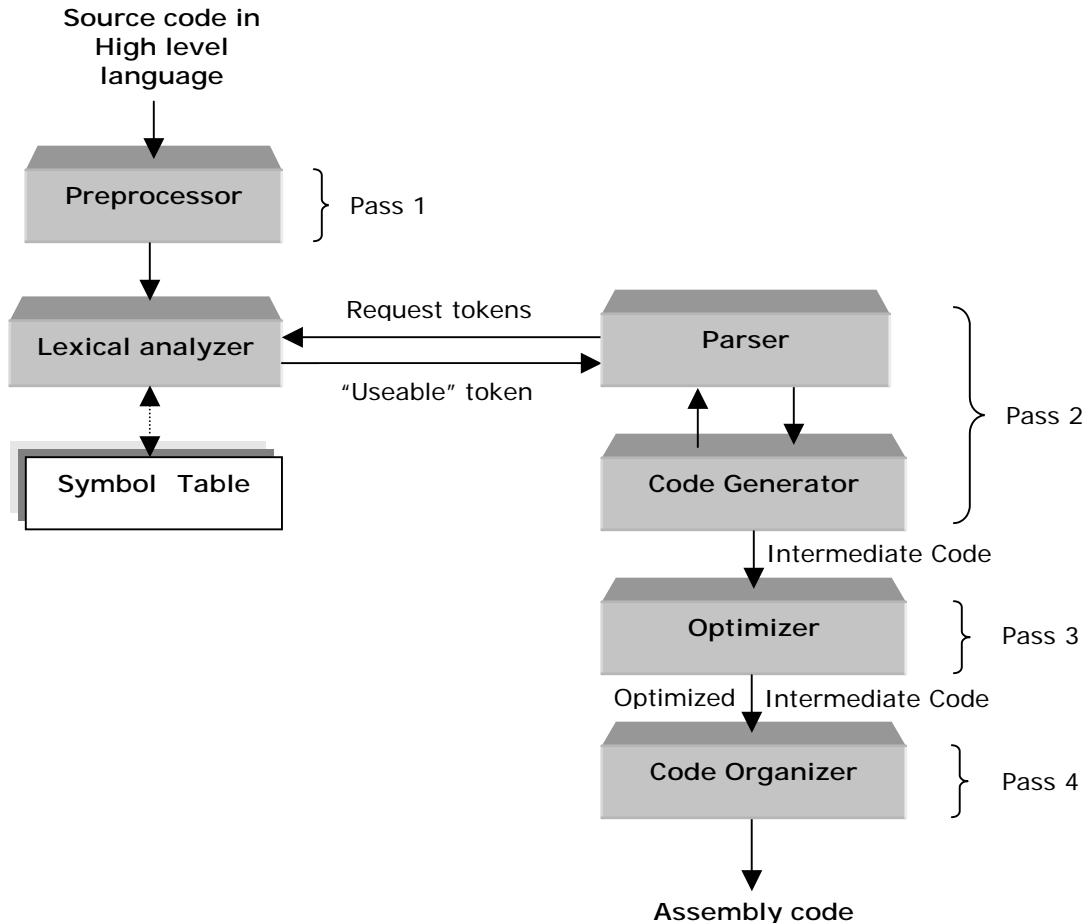 Source code in
High level
language
Preprocessor
Pass 1
Lexical analyzer
Request tokens
“Useable” token
Parser
Symbol Table
Code Generator
Pass 2
Intermediate Code
Optimizer
Pass 3
Optimized Intermediate Code
Code Organizer
Pass 4
Assembly code